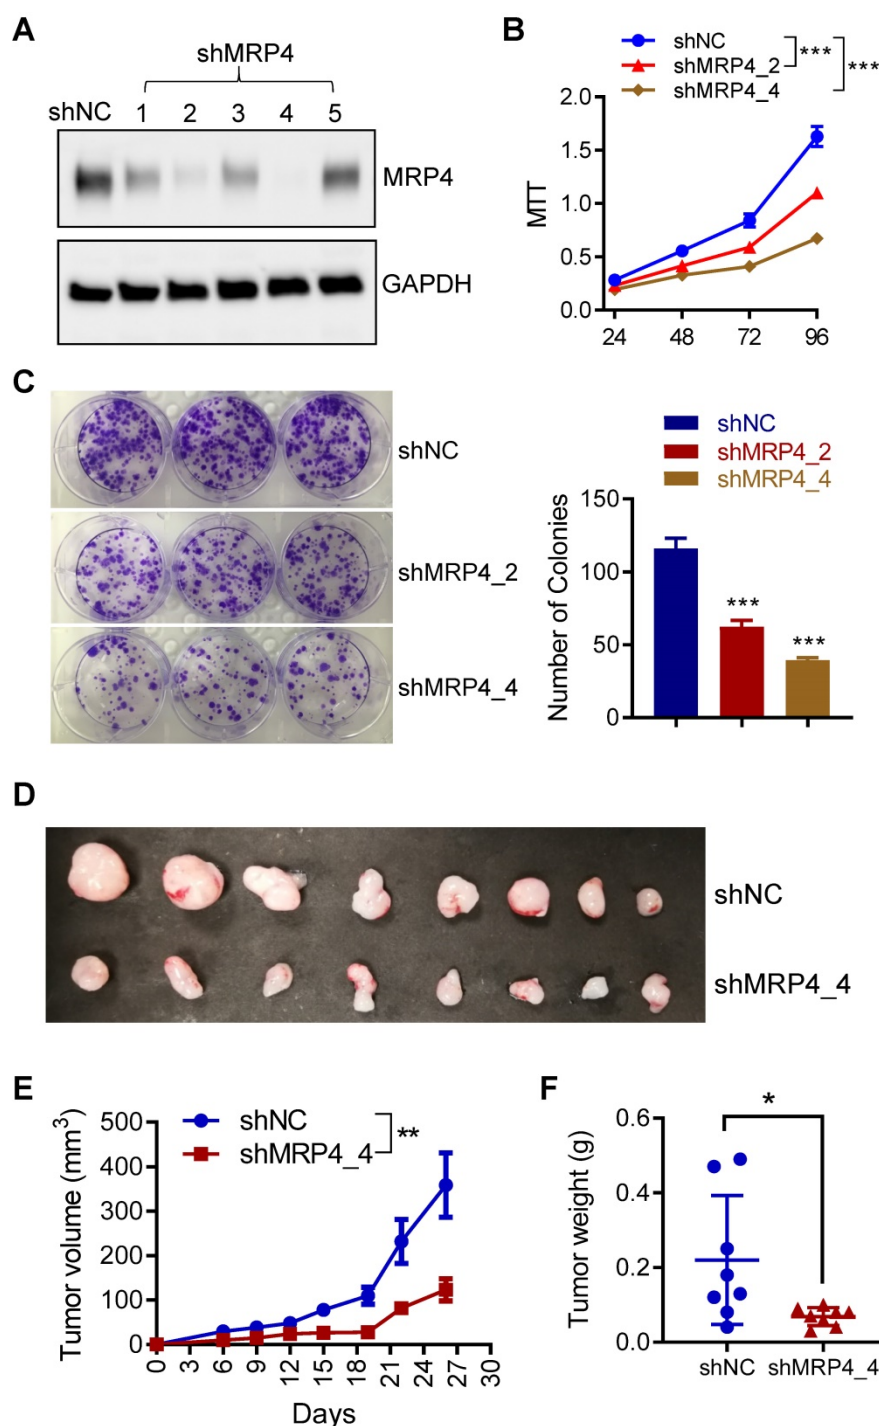 A
shMRP4
shNC 1 2 3 4 5
MRP4
GAPDH
B
shNC
shMRP4_2
shMRP4_4
***
***
MTT
2.0
1.5
1.0
0.5
0.0
24 48 72 96
C
shNC
shMRP4_2
shMRP4_4
shNC
shMRP4_2
shMRP4_4
Number of Colonies
150
100
50
0
***
***
D
shNC
shMRP4_4
E
shNC
shMRP4_4
**
Tumor volume (mm³)
500
400
300
200
100
0
0 3 6 9 12 15 18 21 24 27 30
Days
F
*
Tumor weight (g)
0.6
0.4
0.2
0.0
shNC shMRP4_4